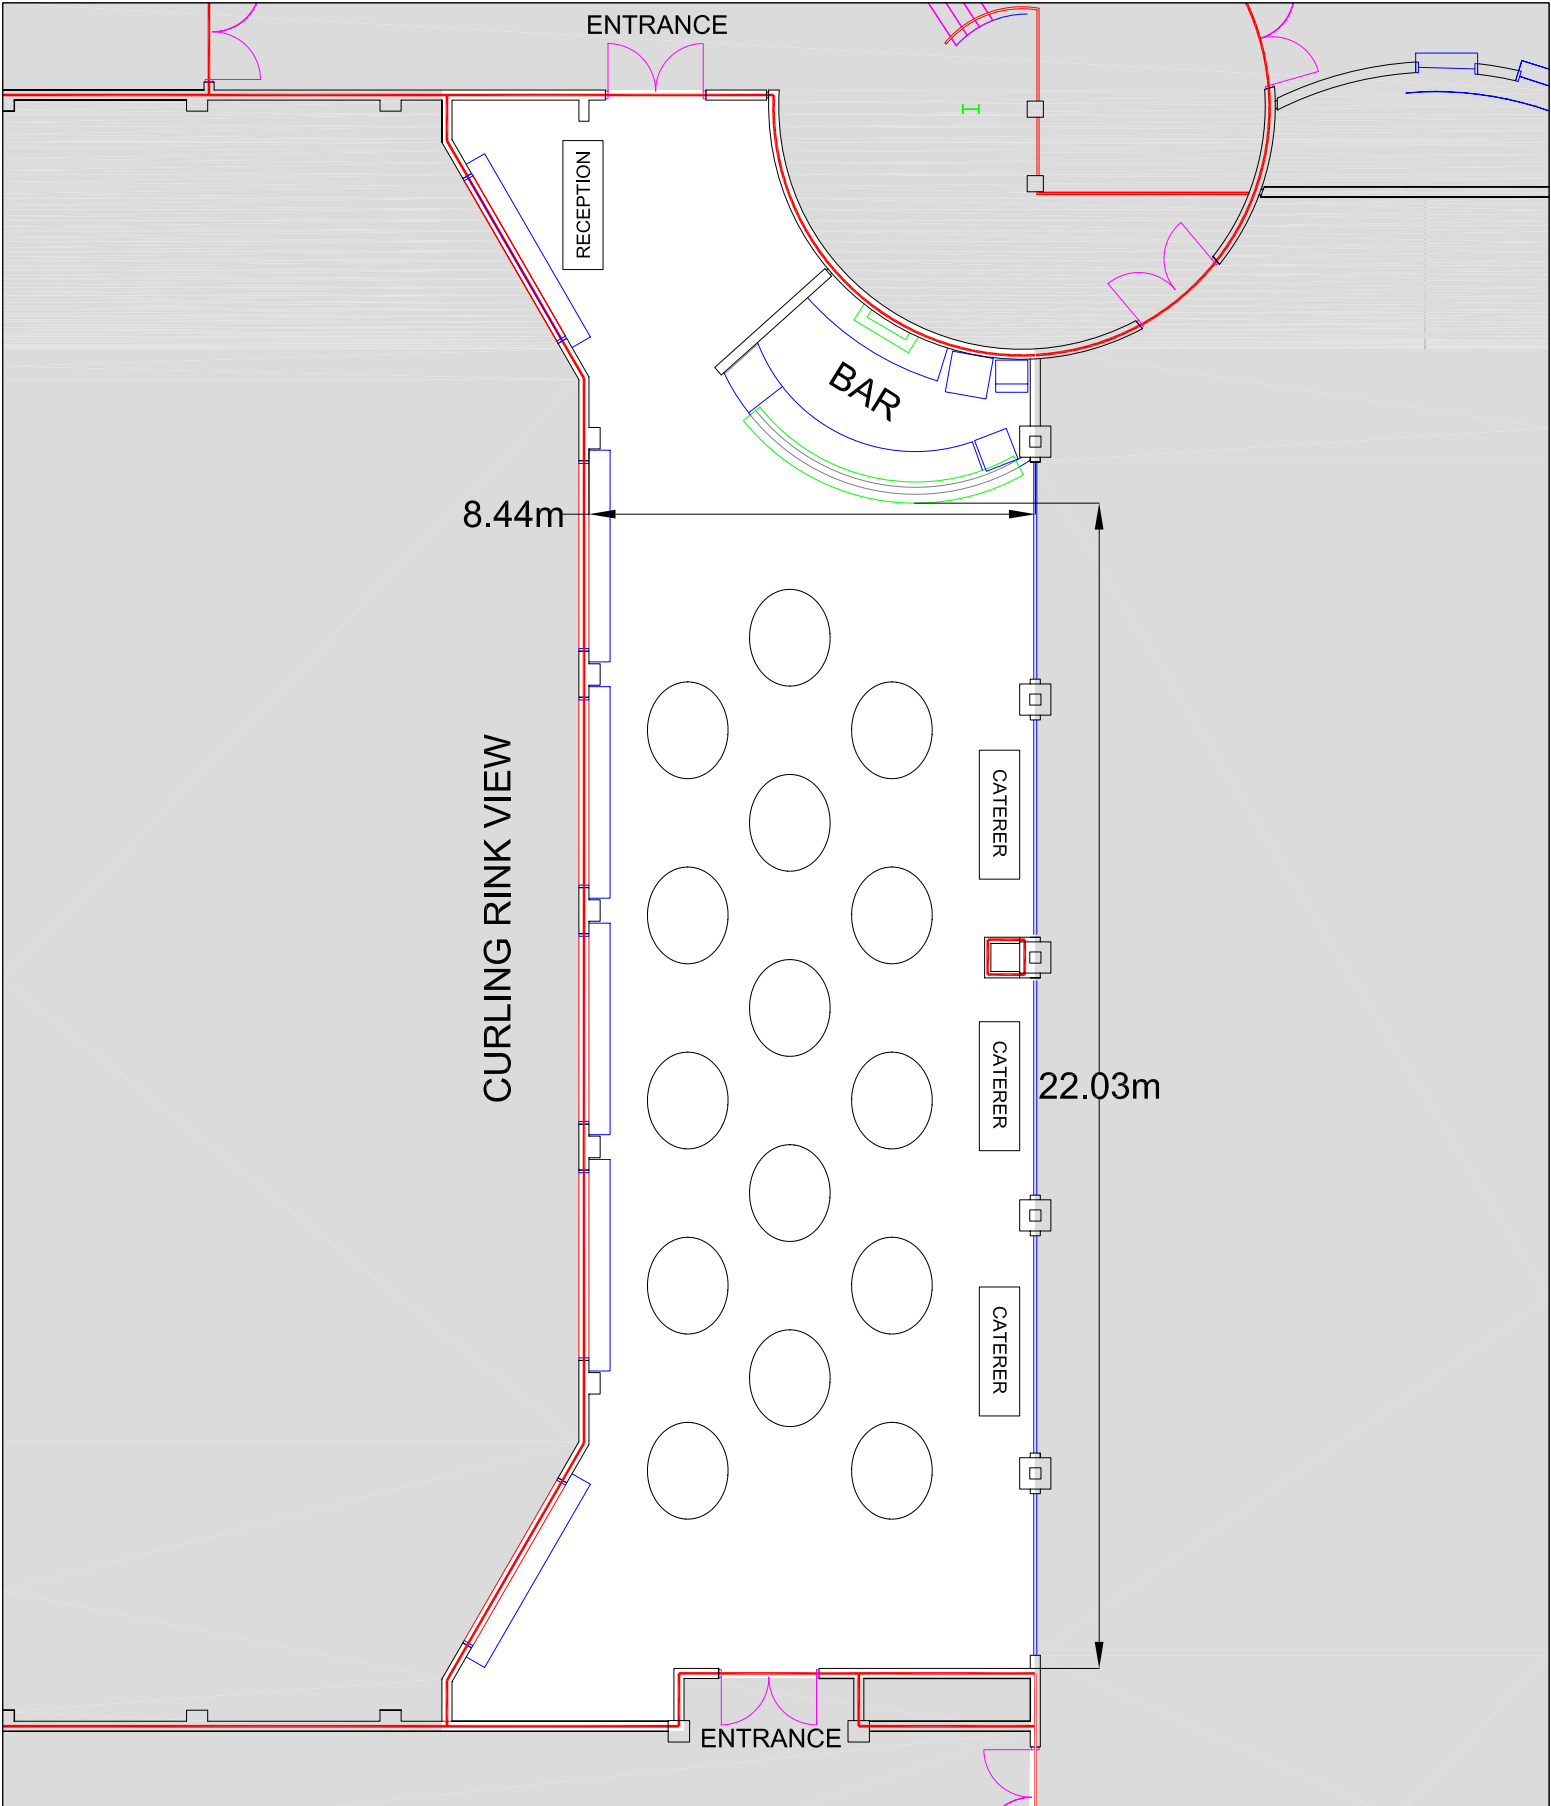 ENTRANCE
RECEPTION
BAR
8.44m
CURLING RINK VIEW
CATERER
CATERER
22.03m
CATERER
ENTRANCE